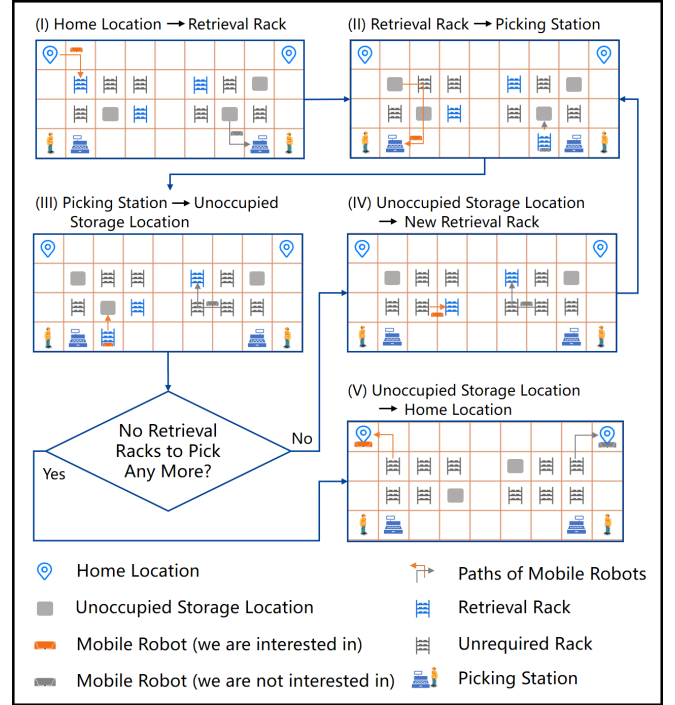 (I) Home Location → Retrieval Rack
(II) Retrieval Rack → Picking Station
(III) Picking Station → Unoccupied
Storage Location
(IV) Unoccupied Storage Location
→ New Retrieval Rack
No Retrieval
Racks to Pick
Any More?
No
Yes
(V) Unoccupied Storage Location
→ Home Location
Home Location
Paths of Mobile Robots
Unoccupied Storage Location
Retrieval Rack
Mobile Robot (we are interested in)
Unrequired Rack
Mobile Robot (we are not interested in)
Picking Station